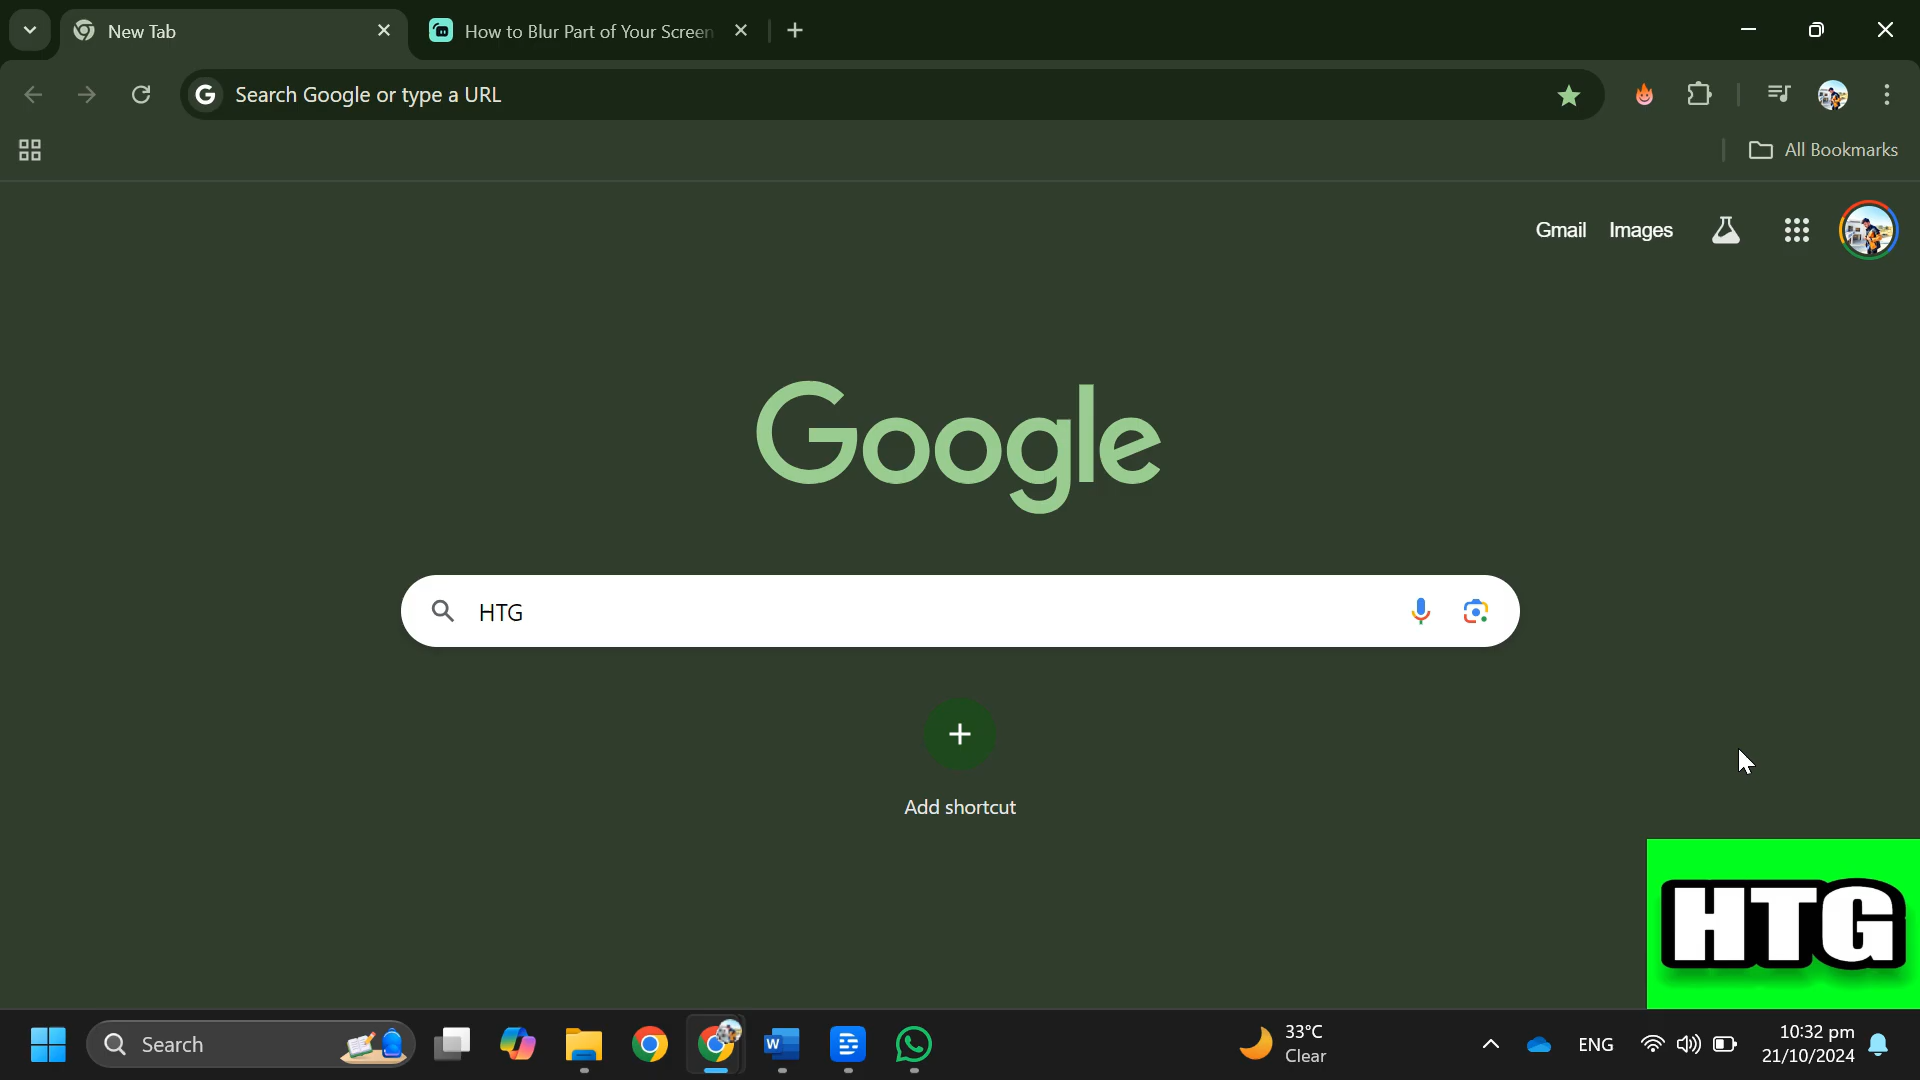 New Tab
How to Blur Part of Your Screen
Search Google or type a URL
All Bookmarks
Gmail Images
Google
HTG
Add shortcut
HTG
Search
33°C
Clear
ENG
10:32 pm
21/10/2024